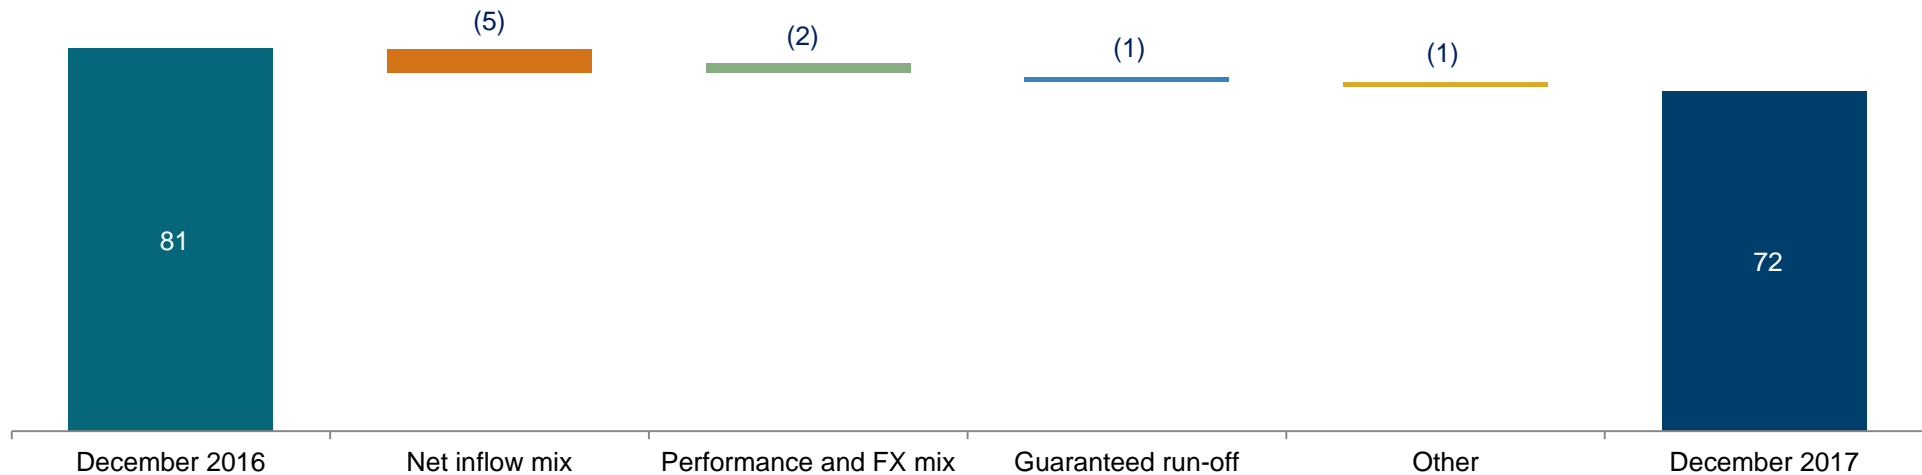 (5)
(2)
(1)
(1)
81
72
December 2016
Net inflow mix
Performance and FX mix
Guaranteed run-off
Other
December 2017